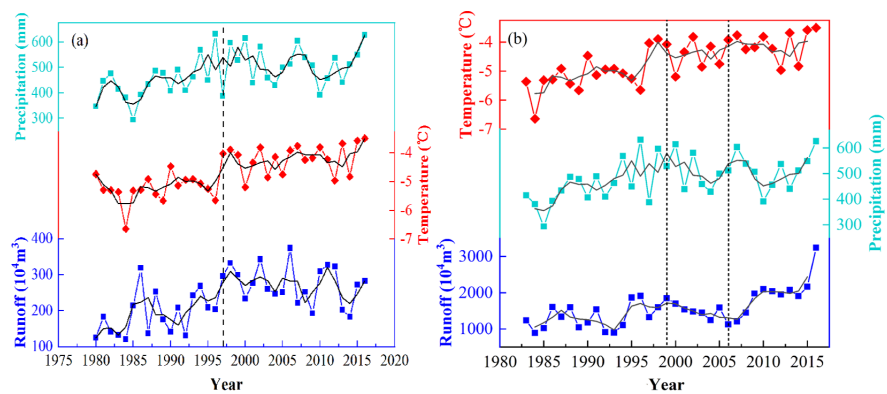 (a)
Precipitation (mm)
600
500
400
300
Temperature (℃)
-4
-5
-6
-7
Runoff (10⁴m³)
400
300
200
100
1975 1980 1985 1990 1995 2000 2005 2010 2015 2020
Year
(b)
Temperature (℃)
-4
-5
-6
-7
Precipitation (mm)
600
500
400
300
Runoff (10⁴m³)
3000
2000
1000
1980 1985 1990 1995 2000 2005 2010 2015
Year